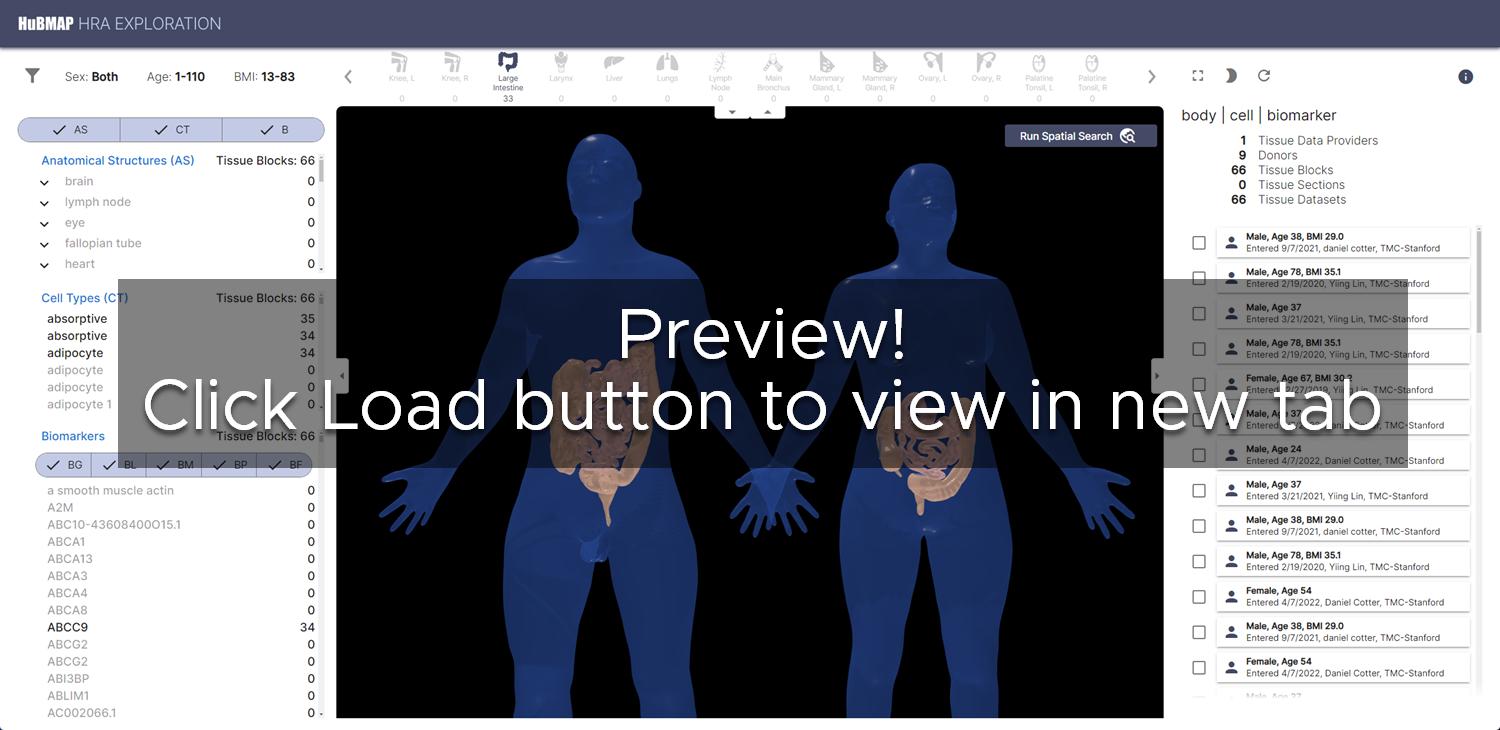 HuBMAP HRA EXPLORATION
Sex: Both Age: 1-110 BMI: 13-83
Knee, L
0
Knee, R
0
Large Intestine
33
Larynx
0
Liver
0
Lungs
0
Lymph Node
0
Main Bronchus
0
Mammary Gland, L
0
Mammary Gland, R
0
Ovary, L
0
Ovary, R
0
Palatine Tonsil, L
0
Palatine Tonsil, R
0
AS CT B
Anatomical Structures (AS) Tissue Blocks: 66
brain 0
lymph node 0
eye 0
fallopian tube 0
heart 0
Cell Types (CT) Tissue Blocks: 66
absorptive 35
absorptive 34
adipocyte 34
adipocyte 0
adipocyte 0
adipocyte 1 0
Biomarkers Tissue Blocks: 66
BG BL BM BP BF
a smooth muscle actin 0
A2M 0
ABC10-43608400O15.1 0
ABCA1 0
ABCA13 0
ABCA3 0
ABCA4 0
ABCA8 0
ABCC9 34
ABCG2 0
ABCG2 0
ABI3BP 0
ABLIM1 0
AC002066.1 0
Run Spatial Search
Preview!
Click Load button to view in new tab
body | cell | biomarker
1 Tissue Data Providers
9 Donors
66 Tissue Blocks
0 Tissue Sections
66 Tissue Datasets
Male, Age 38, BMI 29.0
Entered 9/7/2021, daniel cotter, TMC-Stanford
Male, Age 78, BMI 35.1
Entered 2/19/2020, Yiing Lin, TMC-Stanford
Male, Age 37
Entered 3/21/2021, Yiing Lin, TMC-Stanford
Male, Age 78, BMI 35.1
Entered 2/19/2020, Yiing Lin, TMC-Stanford
Female, Age 67, BMI
TMC-Stanford
Male, Age 37
TMC-Stanford
Male, Age 24
Entered 4/7/2022, Daniel Cotter, TMC-Stanford
Male, Age 37
Entered 3/21/2021, Yiing Lin, TMC-Stanford
Male, Age 38, BMI 29.0
Entered 9/7/2021, daniel cotter, TMC-Stanford
Male, Age 78, BMI 35.1
Entered 2/19/2020, Yiing Lin, TMC-Stanford
Female, Age 54
Entered 4/7/2022, Daniel Cotter, TMC-Stanford
Male, Age 38, BMI 29.0
Entered 9/7/2021, daniel cotter, TMC-Stanford
Female, Age 54
Entered 4/7/2022, Daniel Cotter, TMC-Stanford